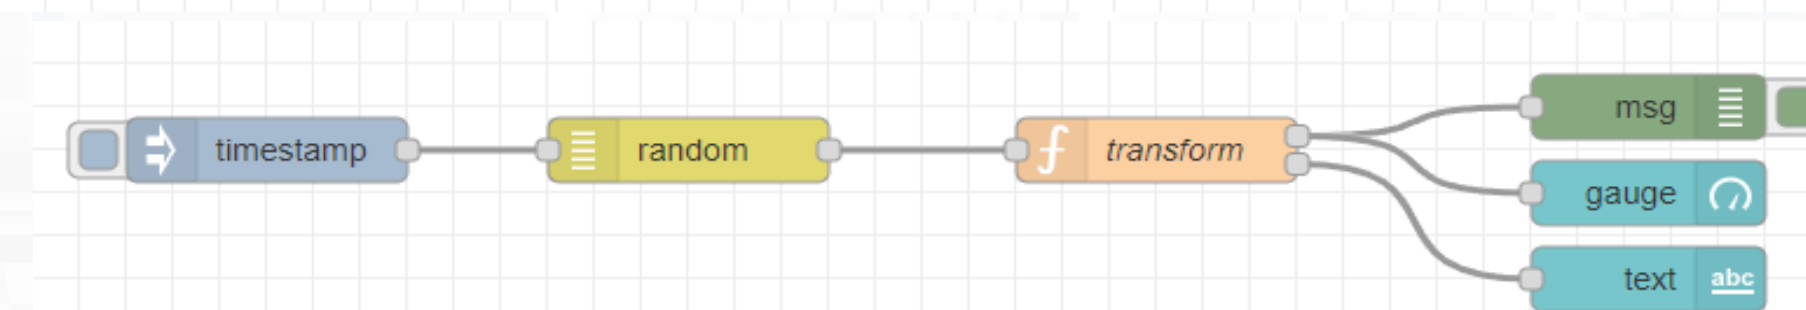 timestamp
random
transform
msg
gauge
text
abc